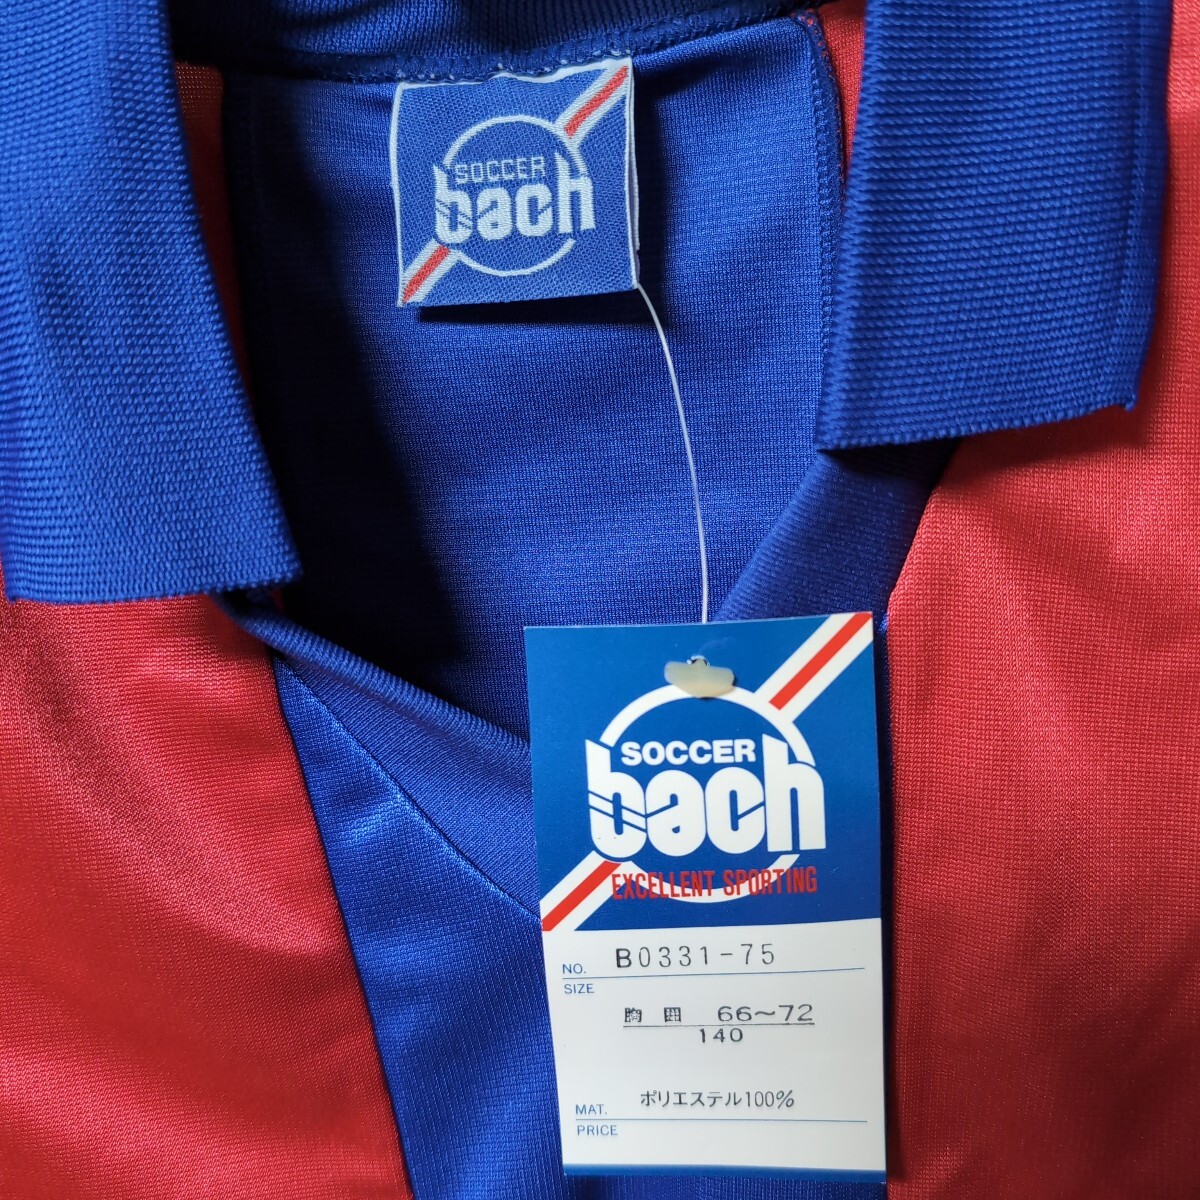 SOCCER
bach
SOCCER
bach
EXCELLENT SPORTING
NO. B0331-75
SIZE
胸囲 66～72
140
MAT. ポリエステル100%
PRICE